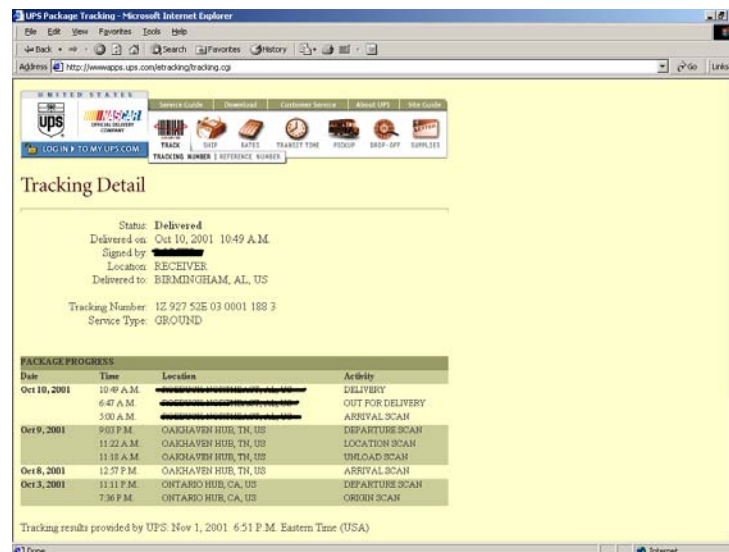 UPS Package Tracking - Microsoft Internet Explorer
File Edit View Favorites Tools Help
Back Search Favorites History
Address http://wwwapps.ups.com/etracking/tracking.cgi Go Links
UNITED STATES
Service Guide Download Customer Service About UPS Site Guide
ups NASCAR
OFFICIAL DELIVERY COMPANY
LOG IN TO MY UPS.COM
TRACK SHIP RATES TRANSIT TIME PICKUP DROP-OFF SUPPLIES
TRACKING NUMBER | REFERENCE NUMBER
Tracking Detail
Status: Delivered
Delivered on: Oct 10, 2001 10:49 A.M.
Signed by:
Location: RECEIVER
Delivered to: BIRMINGHAM, AL, US
Tracking Number: 1Z 927 52E 03 0001 188 3
Service Type: GROUND
PACKAGE PROGRESS
Date Time Location Activity
Oct 10, 2001 10:49 A.M. DELIVERY
6:47 A.M. OUT FOR DELIVERY
5:00 A.M. ARRIVAL SCAN
Oct 9, 2001 9:03 P.M. OAKHAVEN HUB, TN, US DEPARTURE SCAN
11:22 A.M. OAKHAVEN HUB, TN, US LOCATION SCAN
11:18 A.M. OAKHAVEN HUB, TN, US UNLOAD SCAN
Oct 8, 2001 12:57 P.M. OAKHAVEN HUB, TN, US ARRIVAL SCAN
Oct 3, 2001 11:11 P.M. ONTARIO HUB, CA, US DEPARTURE SCAN
7:36 P.M. ONTARIO HUB, CA, US ORIGIN SCAN
Tracking results provided by UPS: Nov 1, 2001 6:51 P.M. Eastern Time (USA)
Done Internet